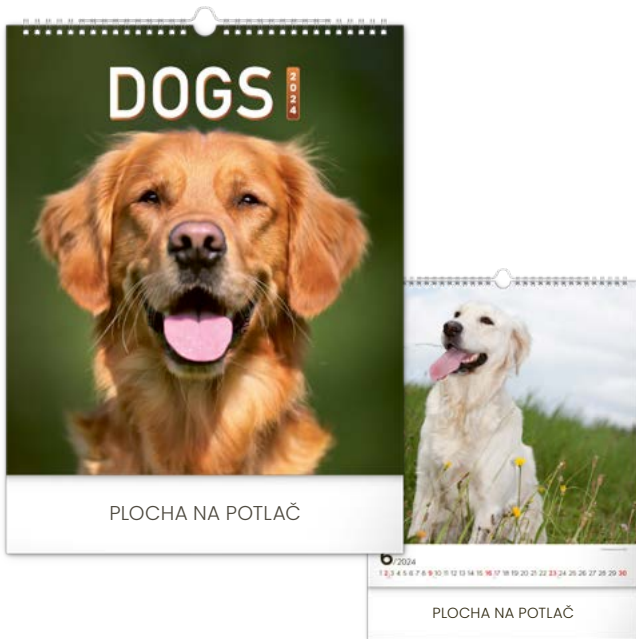 DOGS 2024
PLOCHA NA POTLAČ
6/2024
1 2 3 4 5 6 7 8 9 10 11 12 13 14 15 16 17 18 19 20 21 22 23 24 25 26 27 28 29 30
PLOCHA NA POTLAČ